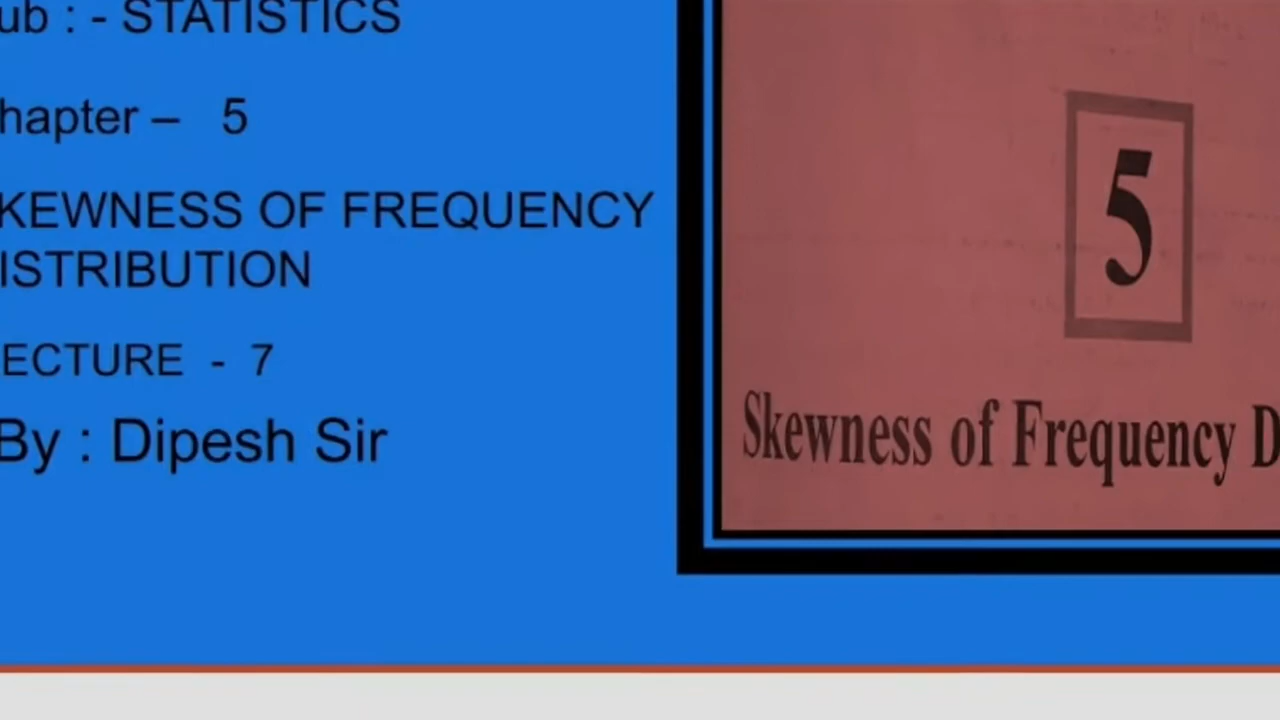 ub : - STATISTICS
hapter – 5
KEWNESS OF FREQUENCY
ISTRIBUTION
ECTURE - 7
By : Dipesh Sir
5
Skewness of Frequency D